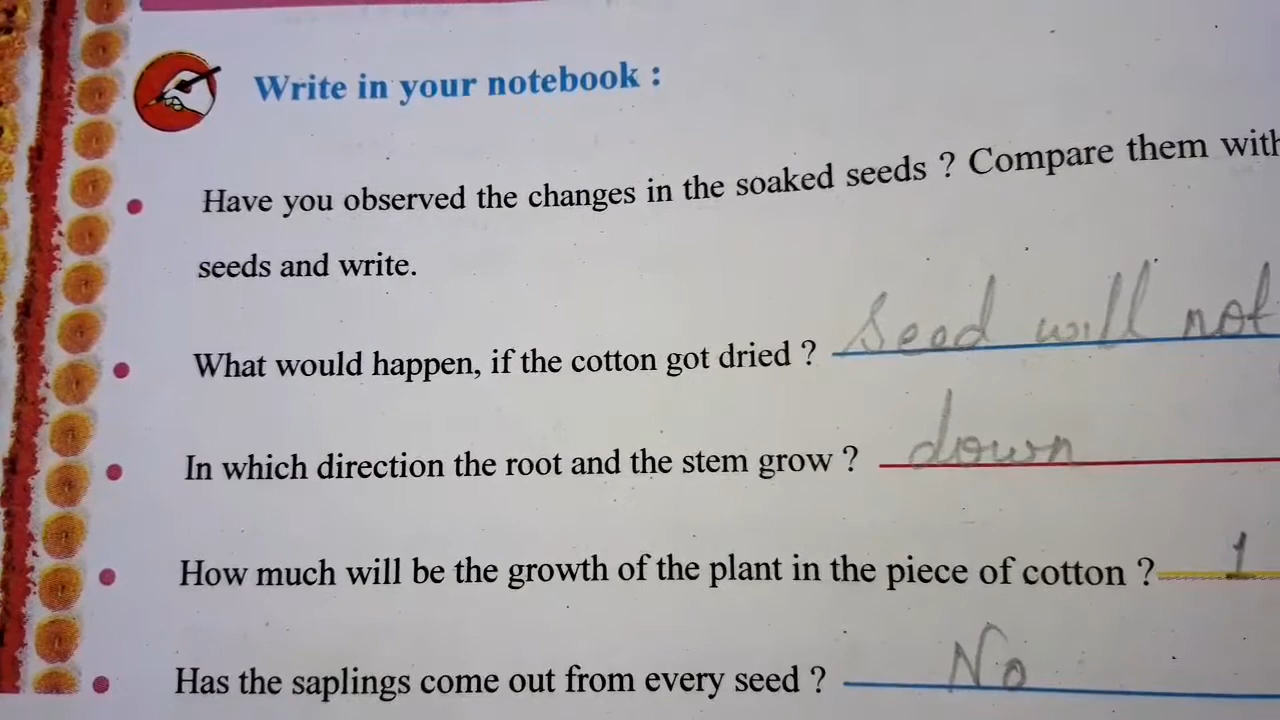 Write in your notebook :
Have you observed the changes in the soaked seeds ? Compare them with
seeds and write.
What would happen, if the cotton got dried ? Seed will not
In which direction the root and the stem grow ? down
How much will be the growth of the plant in the piece of cotton ? 1
Has the saplings come out from every seed ? No